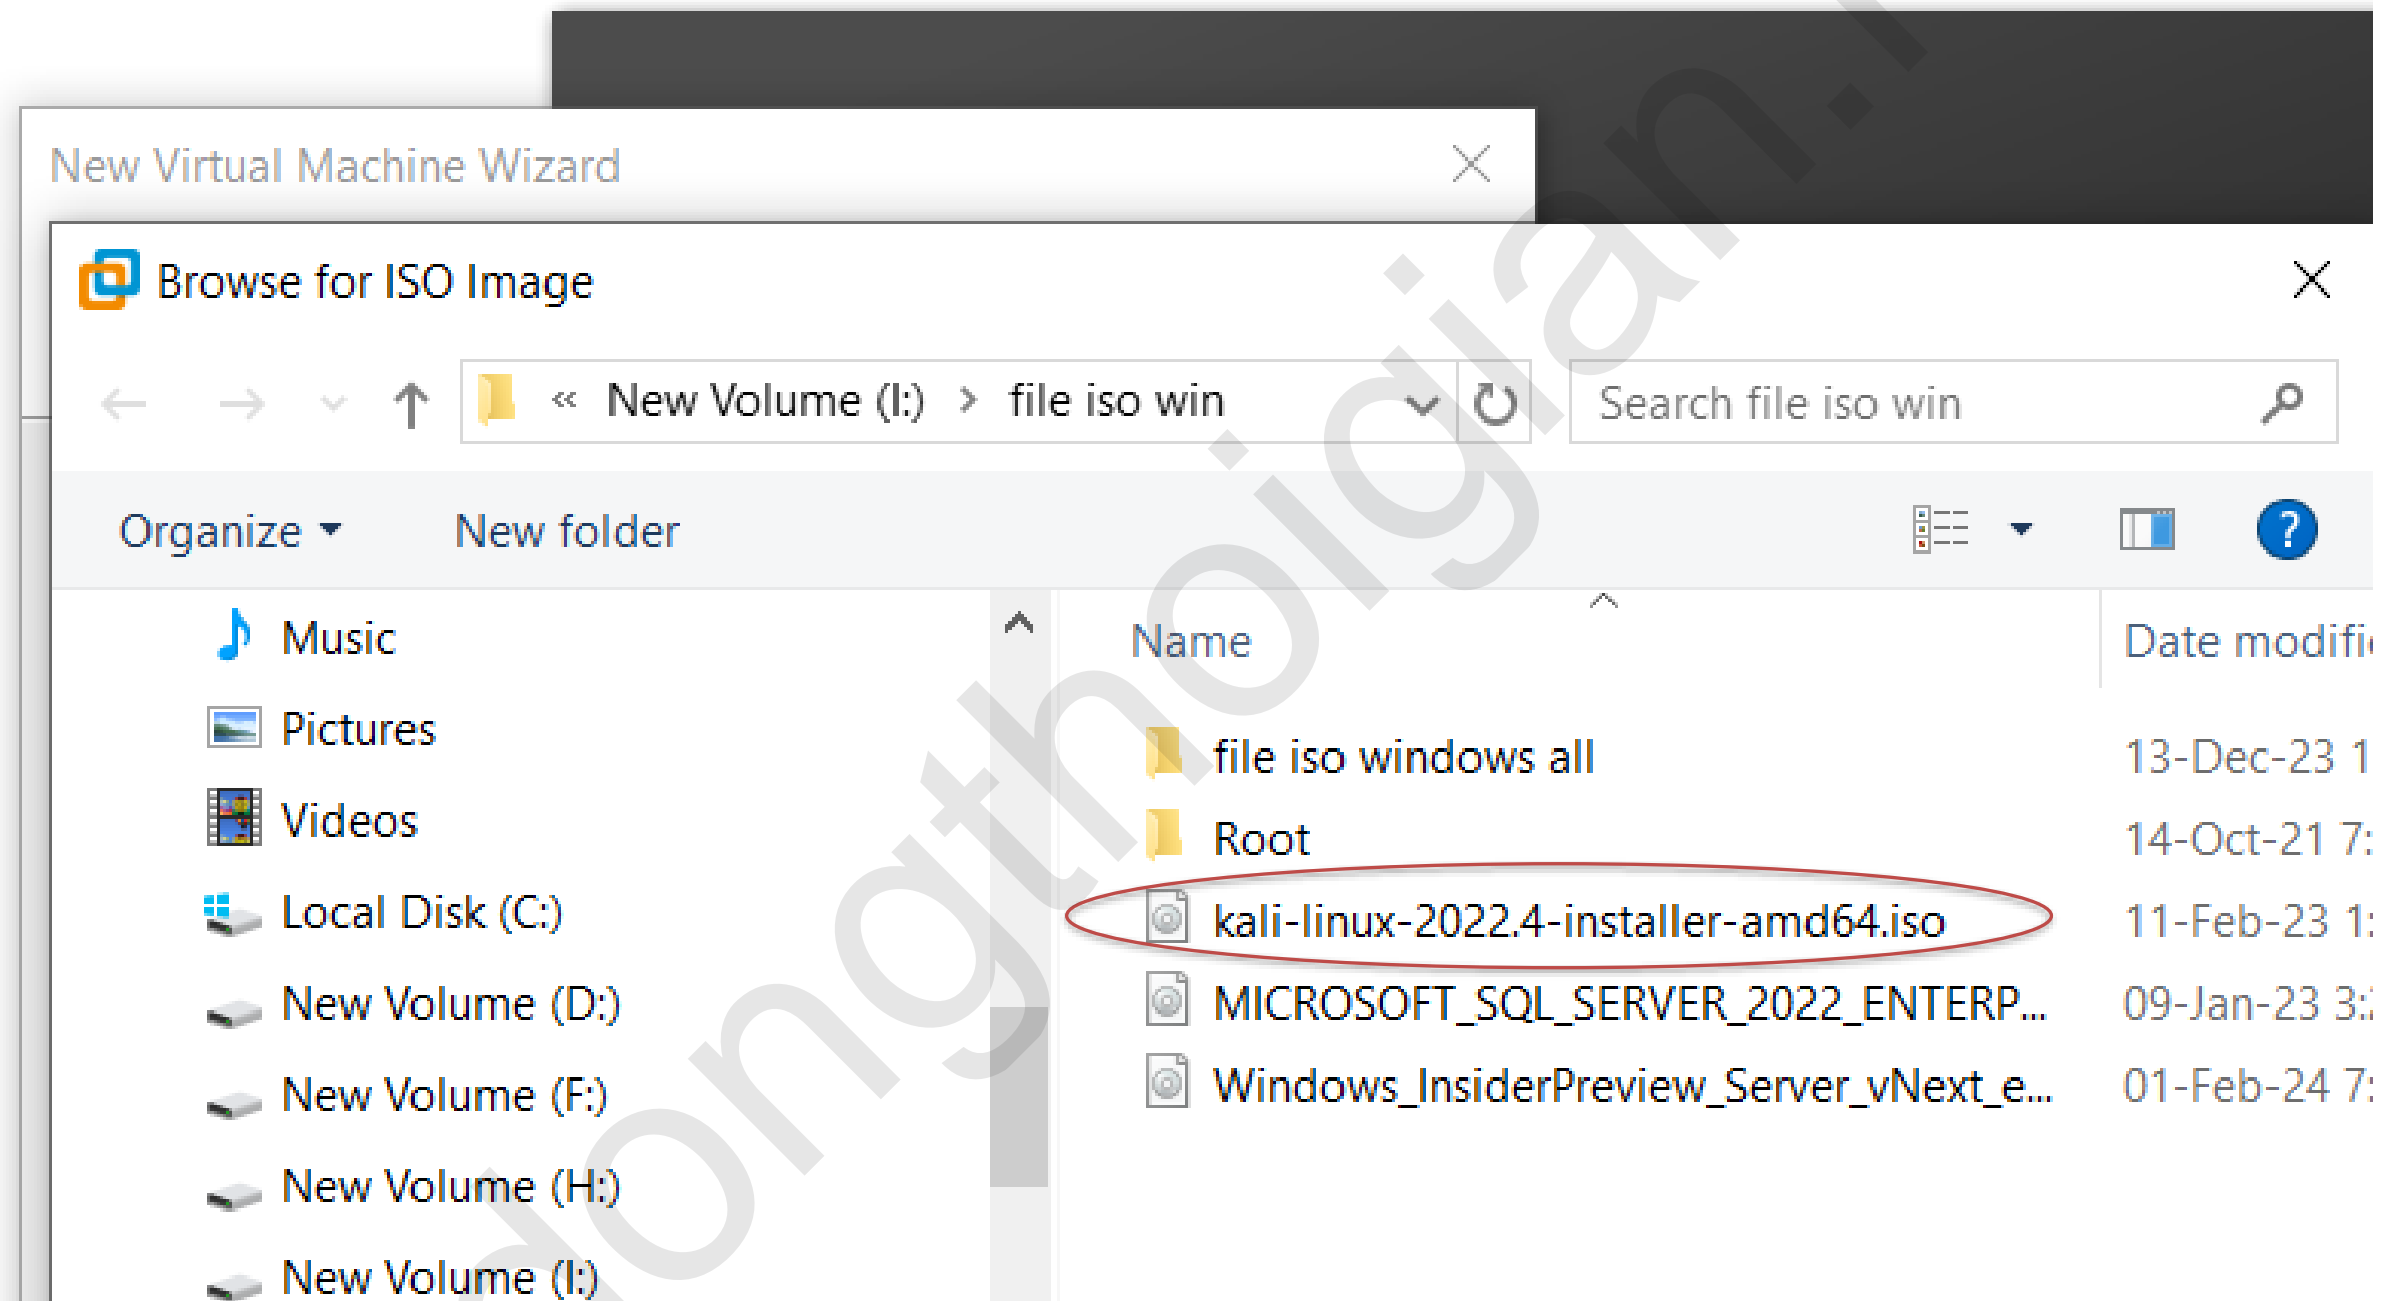 New Virtual Machine Wizard
Browse for ISO Image
« New Volume (I:) > file iso win
Search file iso win
Organize
New folder
?
Music
Pictures
Videos
Local Disk (C:)
New Volume (D:)
New Volume (F:)
New Volume (H:)
New Volume (I:)
Name Date modifi
file iso windows all 13-Dec-23 1
Root 14-Oct-21 7:
kali-linux-2022.4-installer-amd64.iso 11-Feb-23 1:
MICROSOFT_SQL_SERVER_2022_ENTERP... 09-Jan-23 3:
Windows_InsiderPreview_Server_vNext_e... 01-Feb-24 7:
dongthoigian.